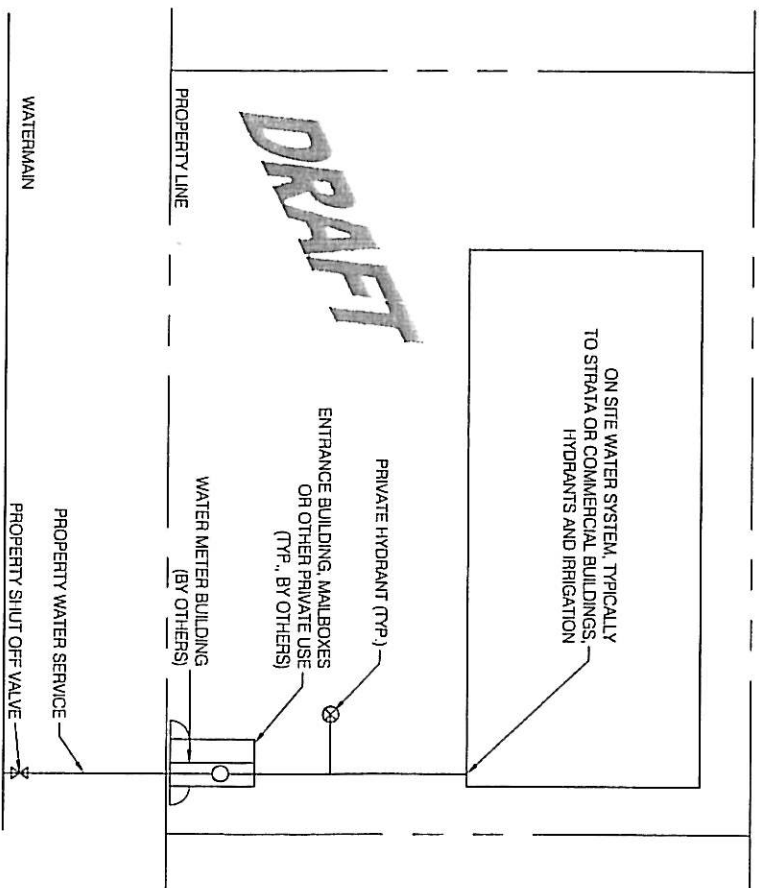 ON SITE WATER SYSTEM, TYPICALLY
TO STRATA OR COMMERCIAL BUILDINGS,
HYDRANTS AND IRRIGATION
DRAFT
PRIVATE HYDRANT (TYP.)
ENTRANCE BUILDING, MAILBOXES
OR OTHER PRIVATE USE
(TYP., BY OTHERS)
PROPERTY LINE
WATER METER BUILDING
(BY OTHERS)
PROPERTY WATER SERVICE
WATERMAIN
PROPERTY SHUT OFF VALVE